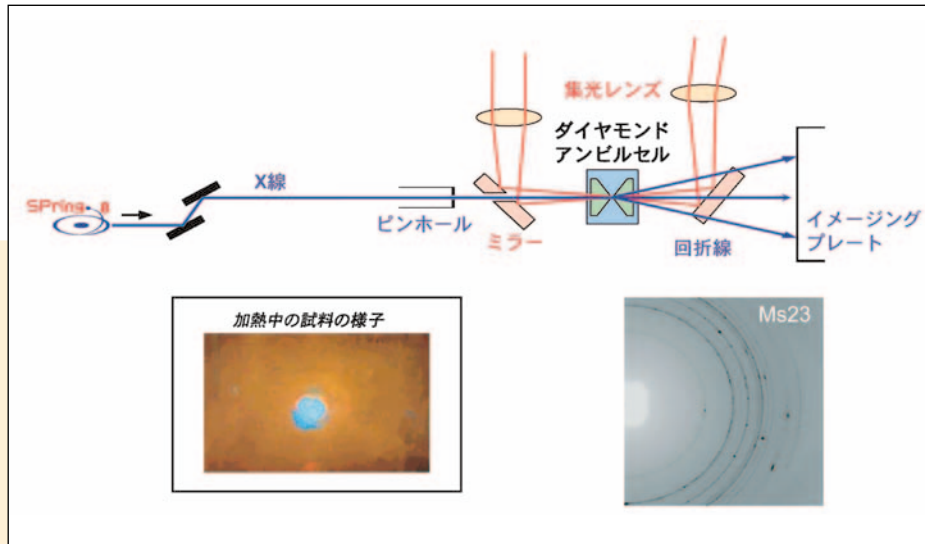 集光レンズ
ダイヤモンド
アンビルセル
X線
SPring-8
ピンホール
ミラー
回折線
イメージング
プレート
加熱中の試料の様子
Ms23